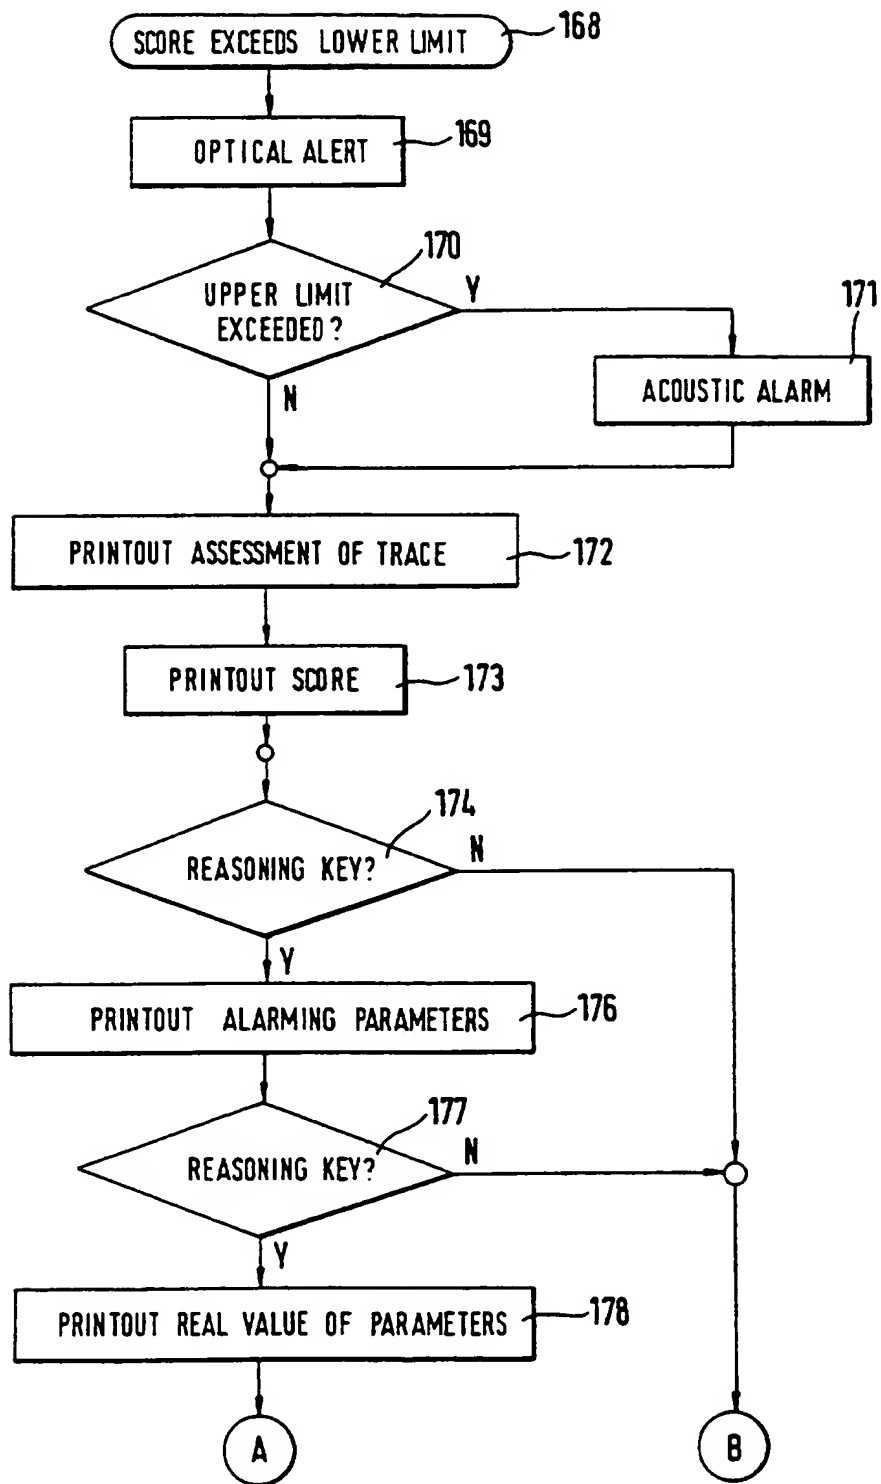 SCORE EXCEEDS LOWER LIMIT
168
OPTICAL ALERT
169
170
UPPER LIMIT
EXCEEDED?
Y
171
ACOUSTIC ALARM
N
PRINTOUT ASSESSMENT OF TRACE
172
PRINTOUT SCORE
173
174
REASONING KEY?
N
Y
PRINTOUT ALARMING PARAMETERS
176
177
REASONING KEY?
N
Y
PRINTOUT REAL VALUE OF PARAMETERS
178
A
B